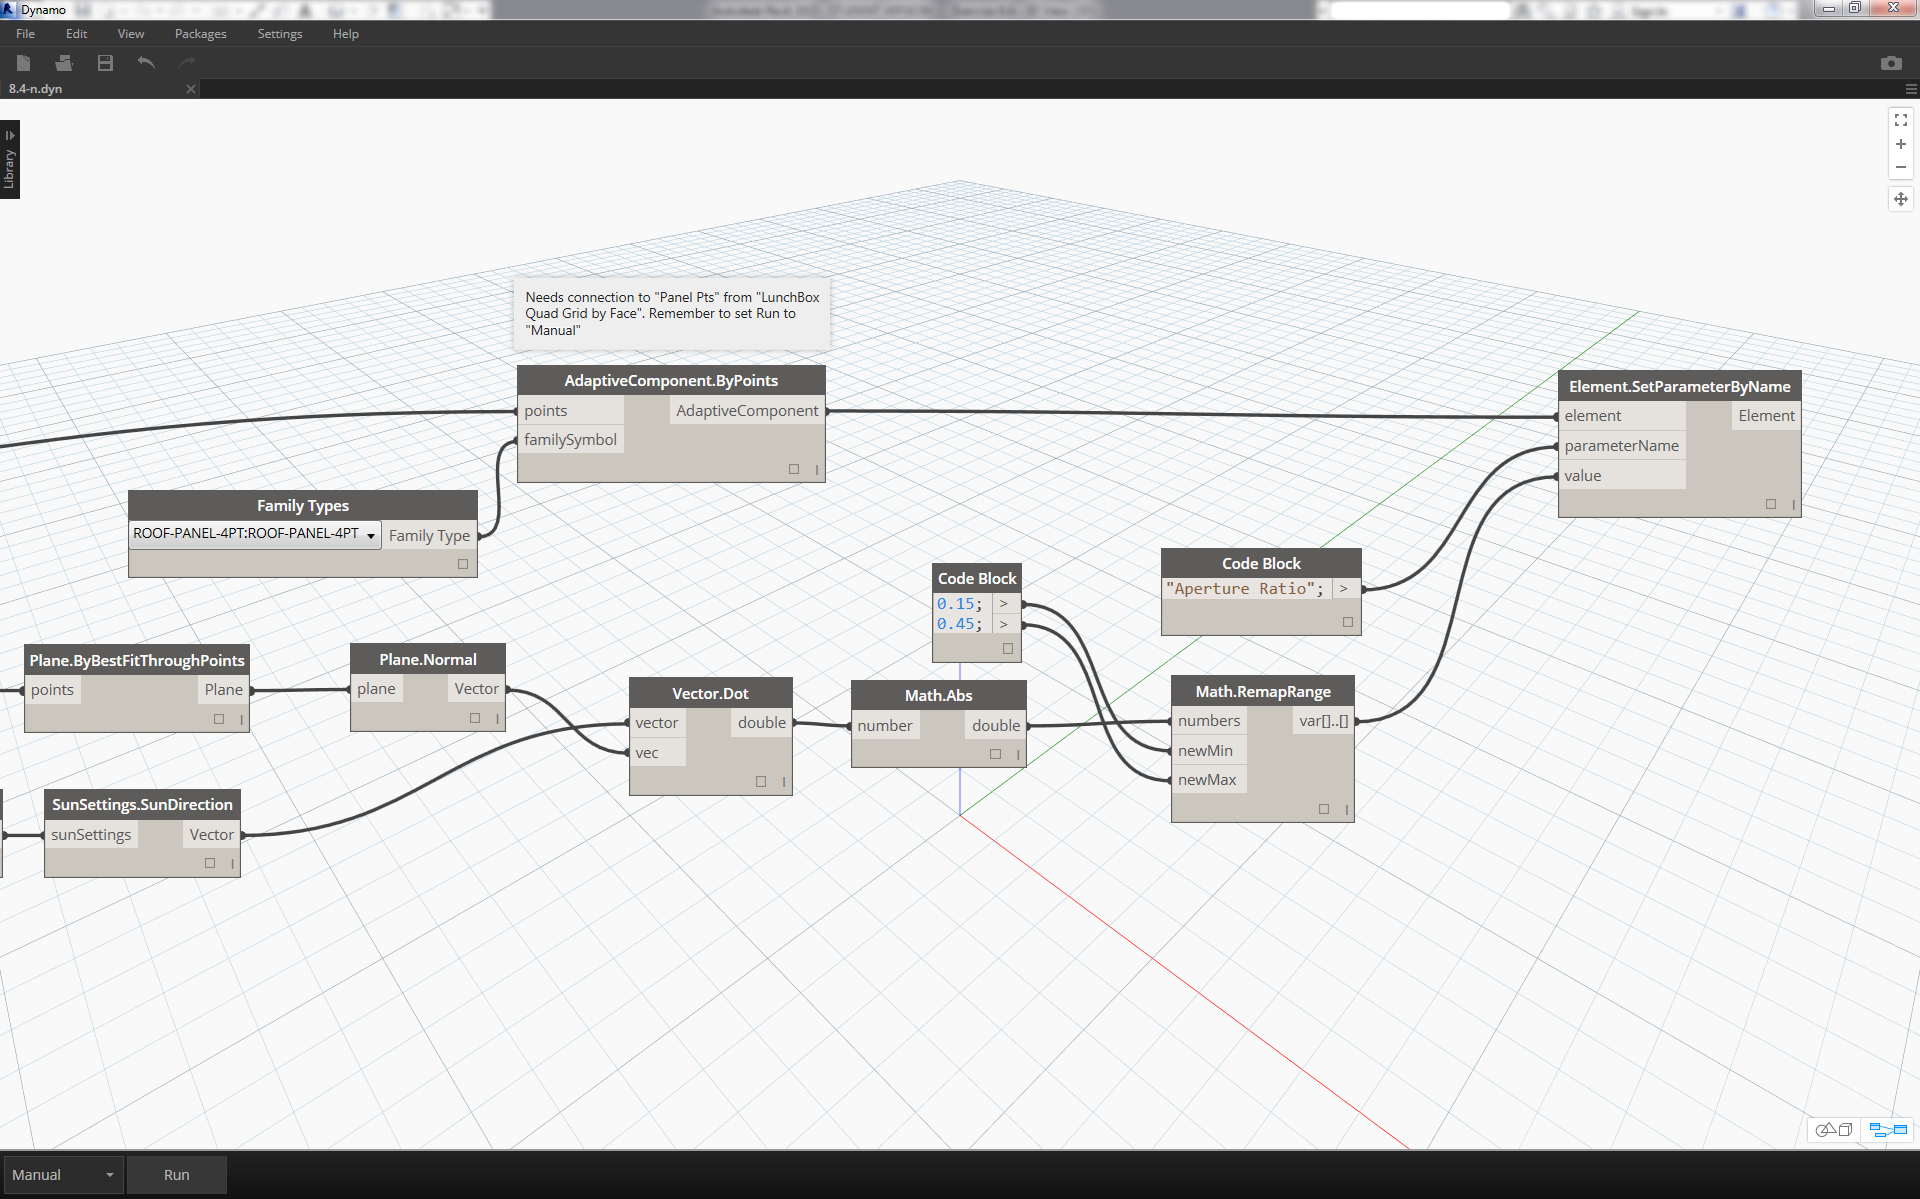 Dynamo
File Edit View Packages Settings Help
8.4-n.dyn
Library
Needs connection to "Panel Pts" from "LunchBox
Quad Grid by Face". Remember to set Run to
"Manual"
AdaptiveComponent.ByPoints
points AdaptiveComponent
familySymbol
Element.SetParameterByName
element Element
parameterName
value
Family Types
ROOF-PANEL-4PT:ROOF-PANEL-4PT Family Type
Code Block
0.15; >
0.45; >
Code Block
"Aperture Ratio"; >
Plane.ByBestFitThroughPoints
points Plane
Plane.Normal
plane Vector
Vector.Dot
vector double
vec
Math.Abs
number double
Math.RemapRange
numbers var[]..[]
newMin
newMax
SunSettings.SunDirection
sunSettings Vector
Manual Run